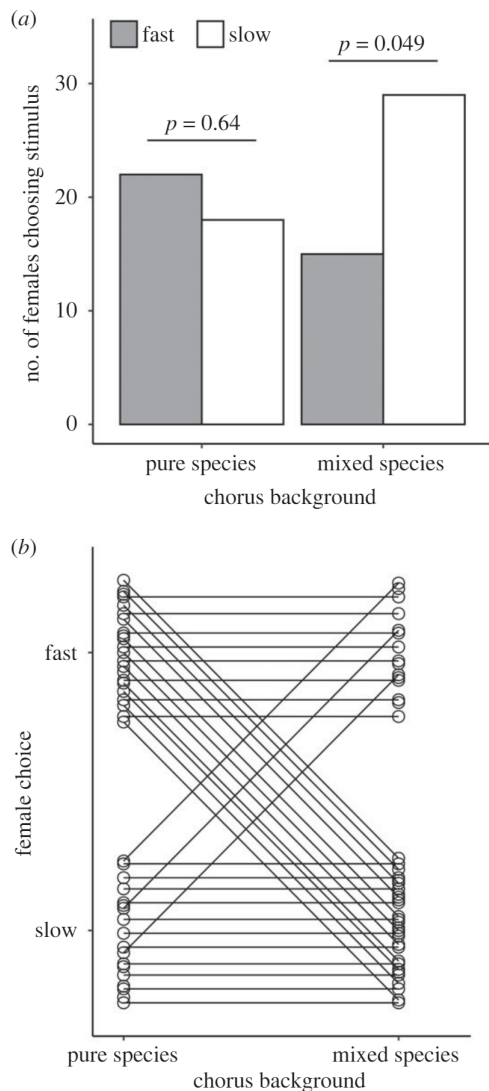 (a)
fast slow
p = 0.049
p = 0.64
30
20
10
0
no. of females choosing stimulus
pure species mixed species
chorus background
(b)
fast
slow
female choice
pure species mixed species
chorus background